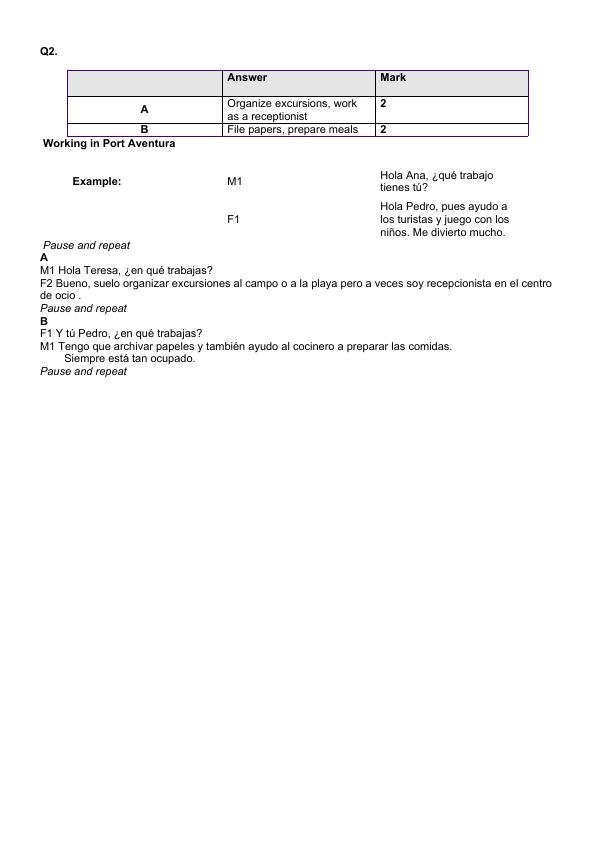 Q2.
Answer Mark
A Organize excursions, work 2
as a receptionist
B File papers, prepare meals 2
Working in Port Aventura
Example: M1 Hola Ana, ¿qué trabajo
tienes tú?
F1 Hola Pedro, pues ayudo a
los turistas y juego con los
niños. Me divierto mucho.
Pause and repeat
A
M1 Hola Teresa, ¿en qué trabajas?
F2 Bueno, suelo organizar excursiones al campo o a la playa pero a veces soy recepcionista en el centro
de ocio .
Pause and repeat
B
F1 Y tú Pedro, ¿en qué trabajas?
M1 Tengo que archivar papeles y también ayudo al cocinero a preparar las comidas.
Siempre está tan ocupado.
Pause and repeat